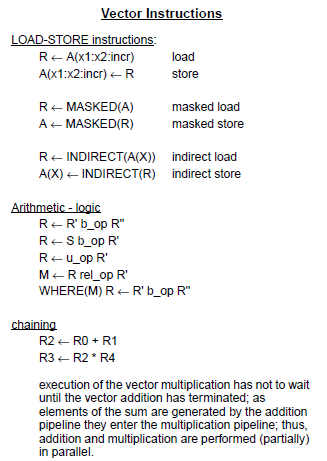 Vector Instructions
LOAD-STORE instructions:
R ← A(x1:x2:incr) load
A(x1:x2:incr) ← R store
R ← MASKED(A) masked load
A ← MASKED(R) masked store
R ← INDIRECT(A(X)) indirect load
A(X) ← INDIRECT(R) indirect store
Arithmetic - logic
R ← R' b_op R"
R ← S b_op R'
R ← u_op R'
M ← R rel_op R'
WHERE(M) R ← R' b_op R"
chaining
R2 ← R0 + R1
R3 ← R2 * R4
execution of the vector multiplication has not to wait
until the vector addition has terminated; as
elements of the sum are generated by the addition
pipeline they enter the multiplication pipeline; thus,
addition and multiplication are performed (partially)
in parallel.